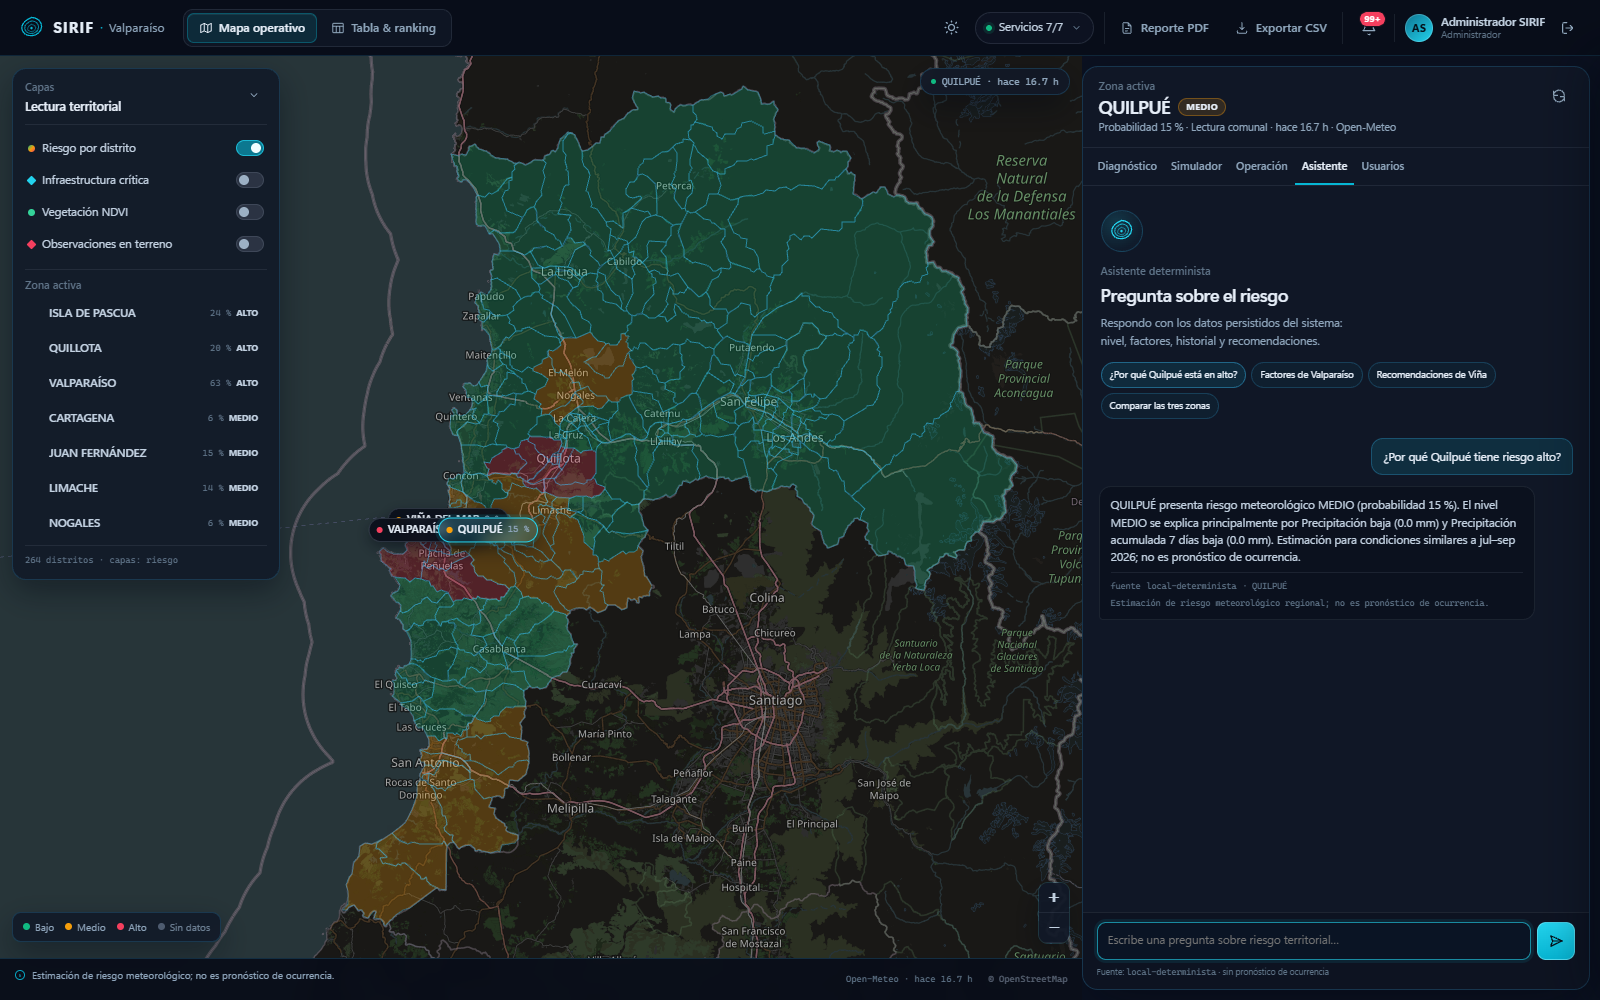 SIRIF · Valparaíso
Mapa operativo
Tabla & ranking
Servicios 7/7
Reporte PDF
Exportar CSV
99+
AS
Administrador SIRIF
Administrador
Capas
Lectura territorial
Riesgo por distrito
Infraestructura crítica
Vegetación NDVI
Observaciones en terreno
Zona activa
ISLA DE PASCUA 24 % ALTO
QUILLOTA 20 % ALTO
VALPARAÍSO 63 % ALTO
CARTAGENA 6 % MEDIO
JUAN FERNÁNDEZ 15 % MEDIO
LIMACHE 14 % MEDIO
NOGALES 6 % MEDIO
264 distritos · capas: riesgo
QUILPUÉ · hace 16.7 h
Reserva
Natural
de la Defensa
Los Manantiales
Petorca
Cabildo
La Ligua
Papudo
Zapallar
Maitencillo
Putaendo
El Melón
Parque
Provincial
Aconcagua
Nogales
Ventanas
Quintero
San Felipe
La Calera
Catemu
La Cruz
Llaillay
Los Andes
Quillota
Concón
Limache
VIÑA DEL MAR
VALPARAÍS
QUILPUÉ 15 %
Placilla de
Peñuelas
Tiltil
Colina
Batuco
Lampa
Chicureo
Santuario
de la Naturaleza
Yerba Loca
Parque
Nacional
Glaciares
de Santiago
Casablanca
El Quisco
Curacaví
El Tabo
Santiago
Las Cruces
María Pinto
San Antonio
Bollenar
Rocas de Santo
Domingo
Peñaflor
San José de
Maipo
Talagante
Melipilla
Buin
El Principal
Isla de Maipo
Paine
Hospital
San Francisco
de Mostazal
Santuario
+
−
Bajo
Medio
Alto
Sin datos
Estimación de riesgo meteorológico; no es pronóstico de ocurrencia.
Open-Meteo · hace 16.7 h
© OpenStreetMap
Zona activa
QUILPUÉ MEDIO
Probabilidad 15 % · Lectura comunal · hace 16.7 h · Open-Meteo
Diagnóstico
Simulador
Operación
Asistente
Usuarios
Asistente determinista
Pregunta sobre el riesgo
Respondo con los datos persistidos del sistema:
nivel, factores, historial y recomendaciones.
¿Por qué Quilpué está en alto?
Factores de Valparaíso
Recomendaciones de Viña
Comparar las tres zonas
¿Por qué Quilpué tiene riesgo alto?
QUILPUÉ presenta riesgo meteorológico MEDIO (probabilidad 15 %). El nivel
MEDIO se explica principalmente por Precipitación baja (0.0 mm) y Precipitación
acumulada 7 días baja (0.0 mm). Estimación para condiciones similares a jul–sep
2026; no es pronóstico de ocurrencia.
fuente local-determinista · QUILPUÉ
Estimación de riesgo meteorológico regional; no es pronóstico de ocurrencia.
Escribe una pregunta sobre riesgo territorial…
Fuente: local-determinista · sin pronóstico de ocurrencia